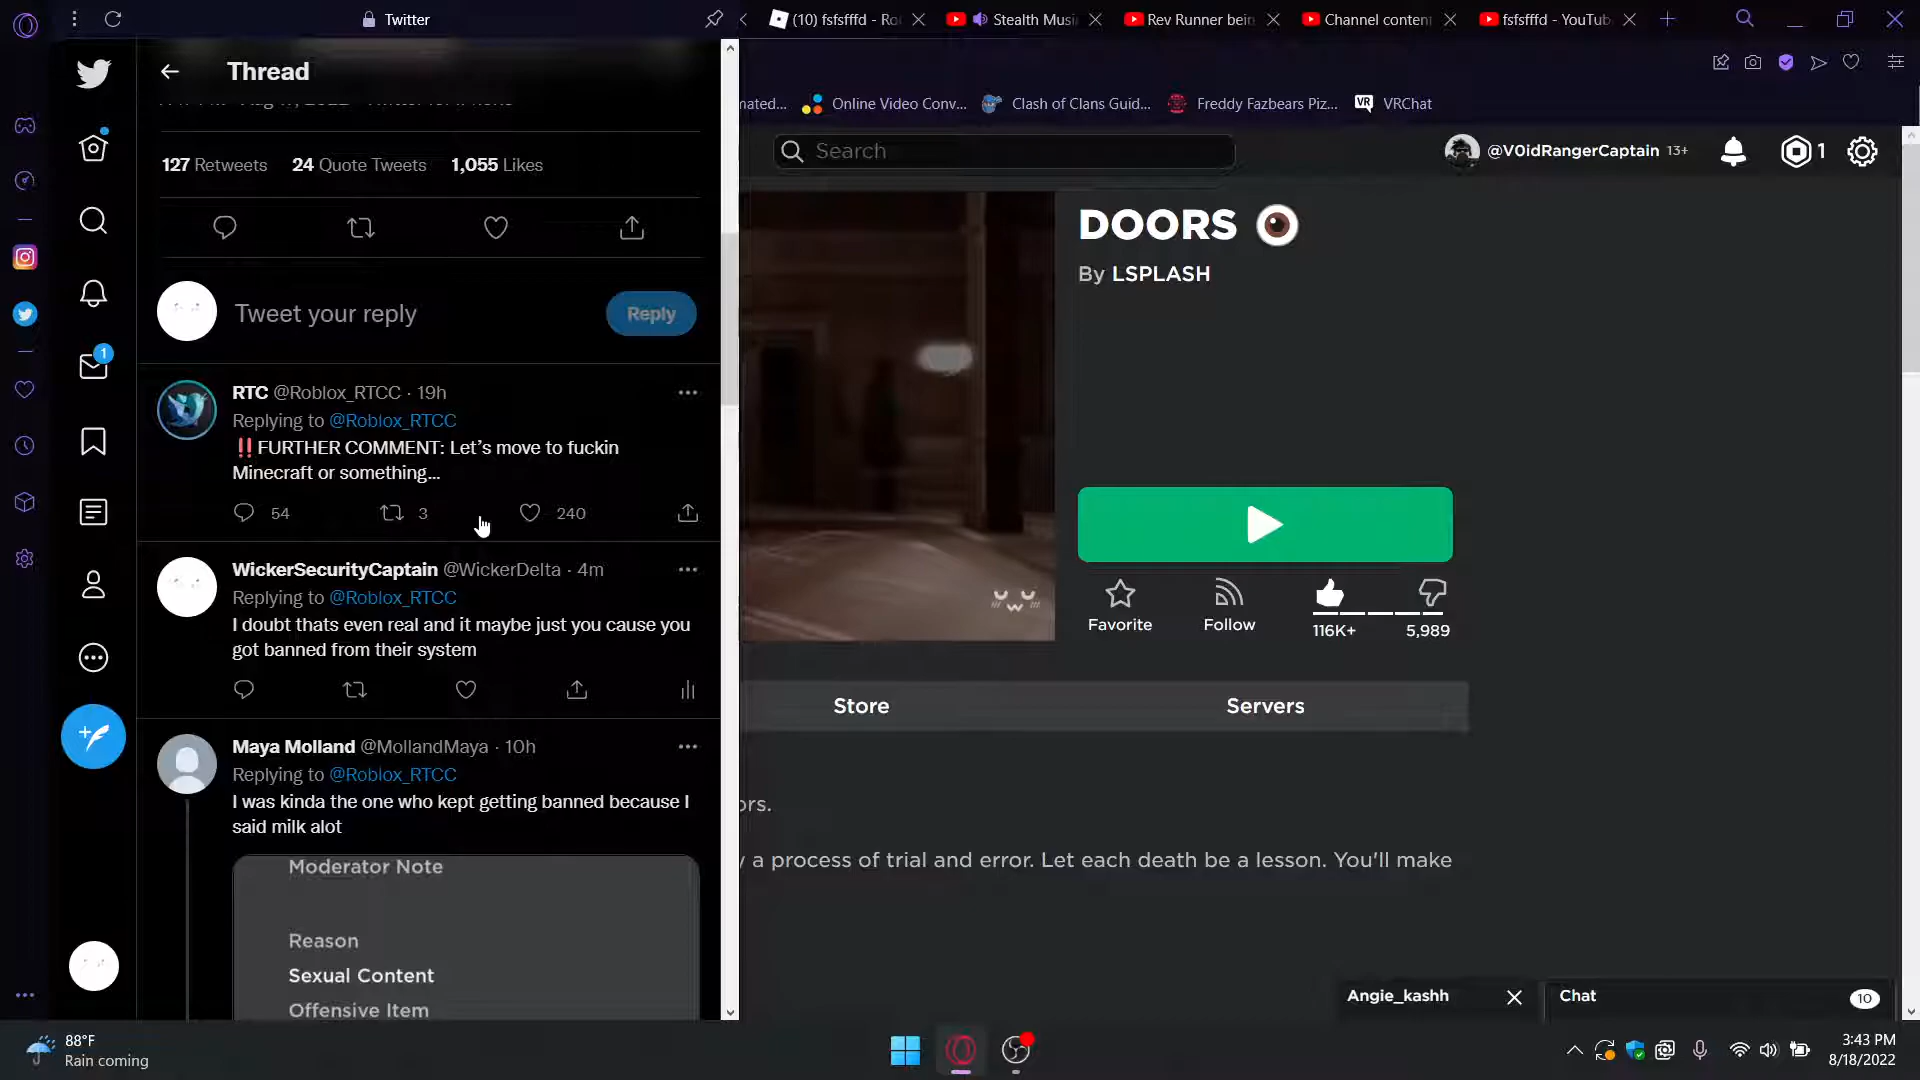 Twitter
(10) fsfsfffd - Ro
Stealth Musi
Rev Runner bein
Channel conten
fsfsfffd - YouTub
Thread
mated...
Online Video Conv...
Clash of Clans Guid...
Freddy Fazbears Piz...
VR VRChat
127 Retweets 24 Quote Tweets 1,055 Likes
Search
@V0idRangerCaptain 13+
1
Tweet your reply
Reply
1
RTC @Roblox_RTCC · 19h
Replying to @Roblox_RTCC
‼️FURTHER COMMENT: Let's move to fuckin
Minecraft or something...
54 3 240
WickerSecurityCaptain @WickerDelta · 4m
Replying to @Roblox_RTCC
I doubt thats even real and it maybe just you cause you
got banned from their system
Maya Molland @MollandMaya · 10h
Replying to @Roblox_RTCC
I was kinda the one who kept getting banned because I
said milk alot
Moderator Note
Reason
Sexual Content
Offensive Item
DOORS 👁️
By LSPLASH
Favorite
Follow
116K+
5,989
Store
Servers
ors.
y a process of trial and error. Let each death be a lesson. You'll make
Angie_kashh
Chat
10
88°F
Rain coming
3:43 PM
8/18/2022